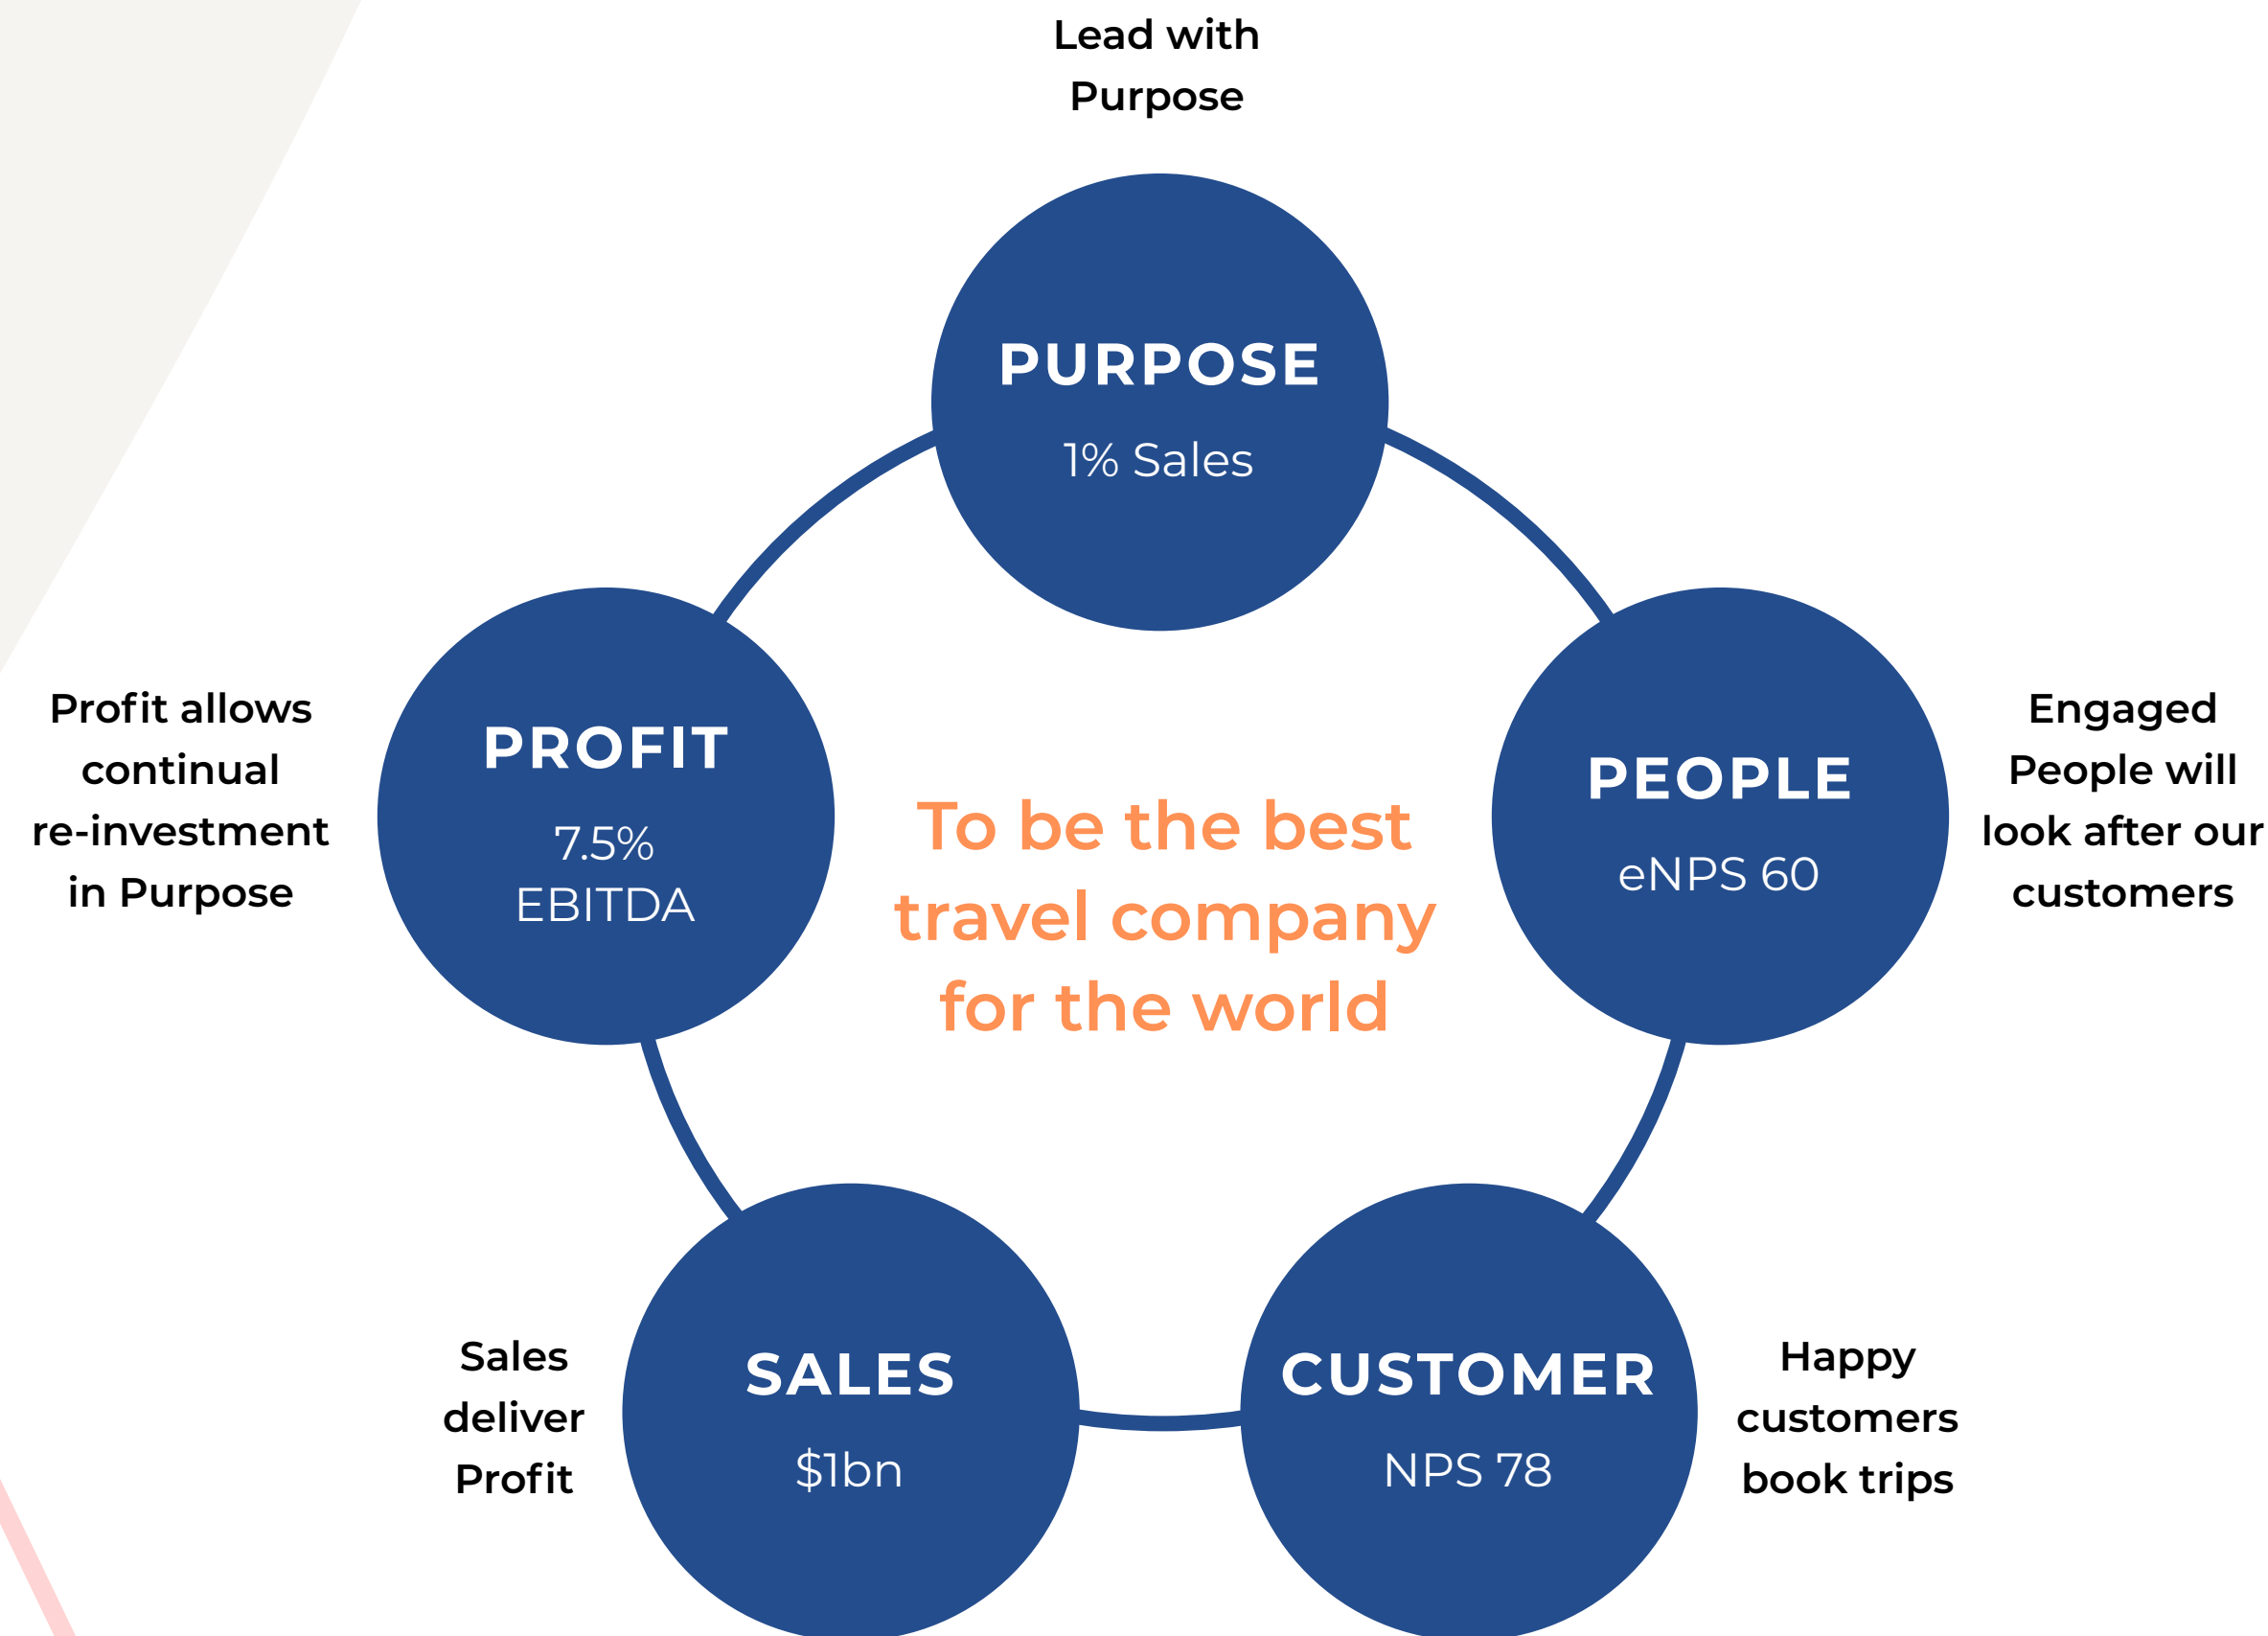 Lead with
Purpose
PURPOSE
1% Sales
PEOPLE
eNPS 60
Engaged
People will
look after our
customers
CUSTOMER
NPS 78
Happy
customers
book trips
SALES
$1bn
Sales
deliver
Profit
PROFIT
7.5%
EBITDA
Profit allows
continual
re-investment
in Purpose
To be the best
travel company
for the world